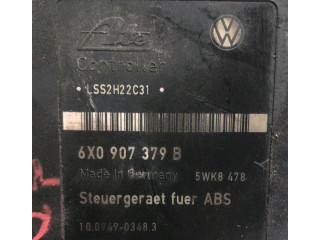 Ate
Controller
LSS2H22C31
6X0 907 379 B
Made in Germany 5WK8 478
Steuergeraet fuer ABS
10.0949-0348.3